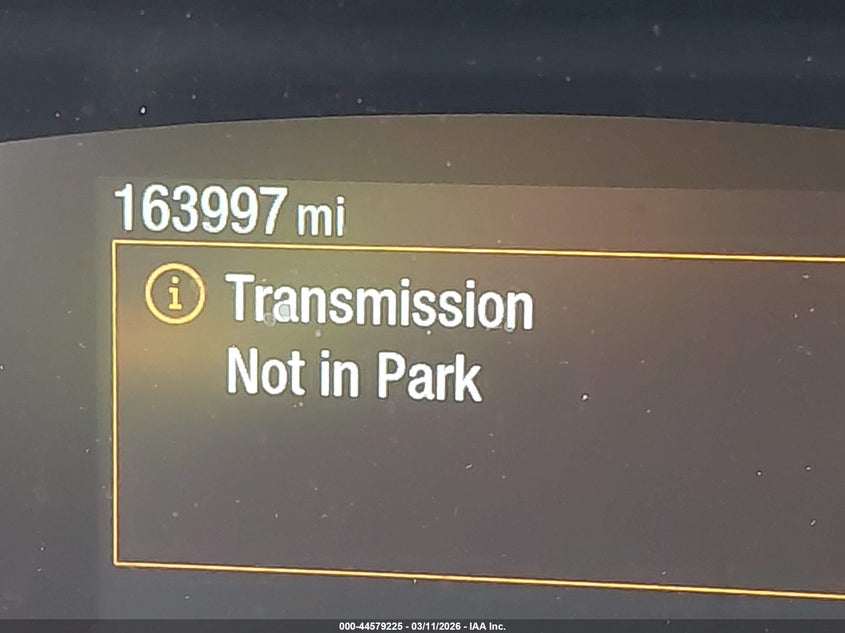 163997 mi
i Transmission
Not in Park
000-44579225 - 03/11/2026 - IAA Inc.